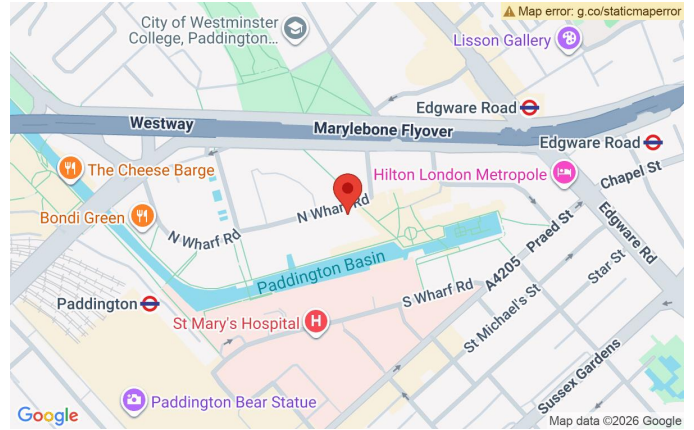 Map error: g.co/staticmaperror
City of Westminster
College, Paddington...
Lisson Gallery
Edgware Road
Westway
Marylebone Flyover
Edgware Road
The Cheese Barge
Hilton London Metropole
Chapel St
Bondi Green
N Wharf Rd
N Wharf Rd
Edgware Rd
Praed St
A4205
Paddington Basin
Star St
S Wharf Rd
Paddington
St Michael's St
St Mary's Hospital
H
Sussex Gardens
Paddington Bear Statue
Google
Map data ©2026 Google